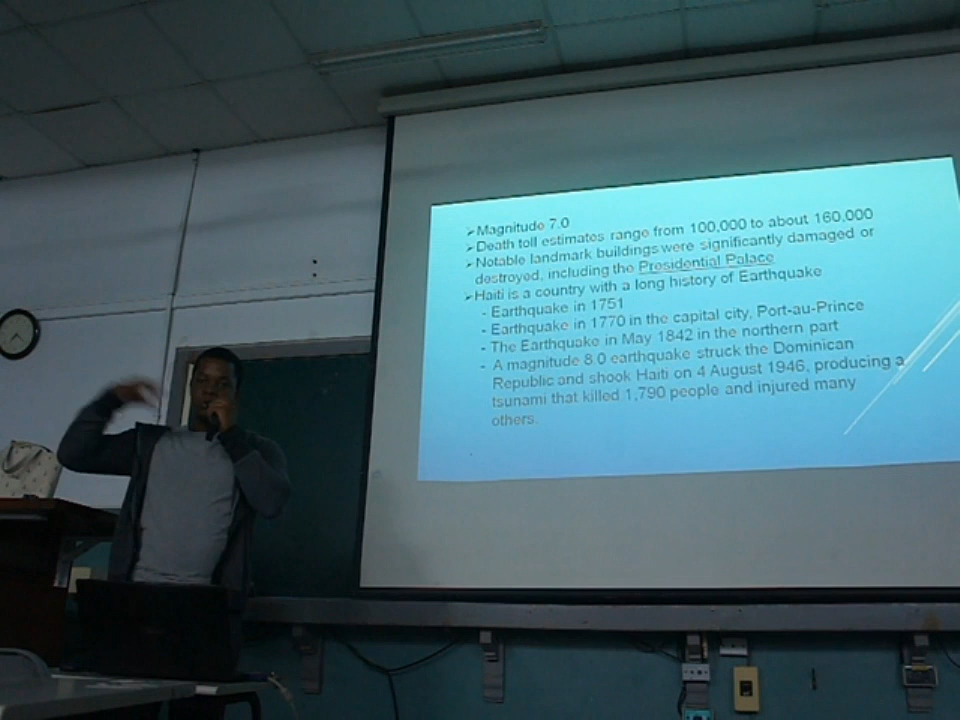 ➢Magnitude 7.0
➢Death toll estimates range from 100,000 to about 160,000
➢Notable landmark buildings were significantly damaged or
destroyed, including the Presidential Palace
➢Haiti is a country with a long history of Earthquake
- Earthquake in 1751
- Earthquake in 1770 in the capital city, Port-au-Prince
- The Earthquake in May 1842 in the northern part
- A magnitude 8.0 earthquake struck the Dominican
Republic and shook Haiti on 4 August 1946, producing a
tsunami that killed 1,790 people and injured many
others.